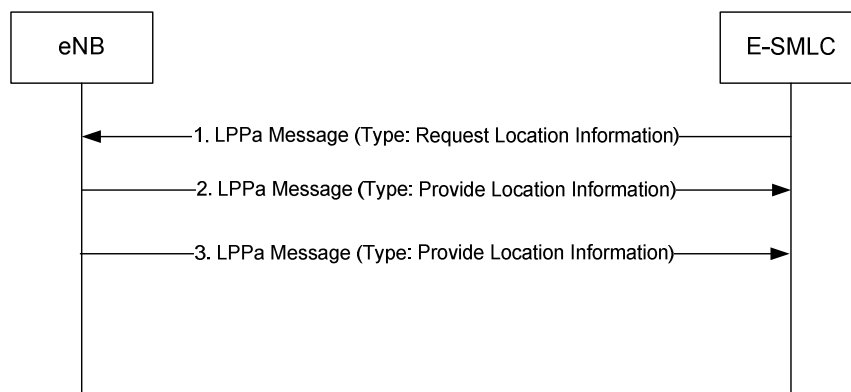 eNB
E-SMLC
1. LPPa Message (Type: Request Location Information)
2. LPPa Message (Type: Provide Location Information)
3. LPPa Message (Type: Provide Location Information)